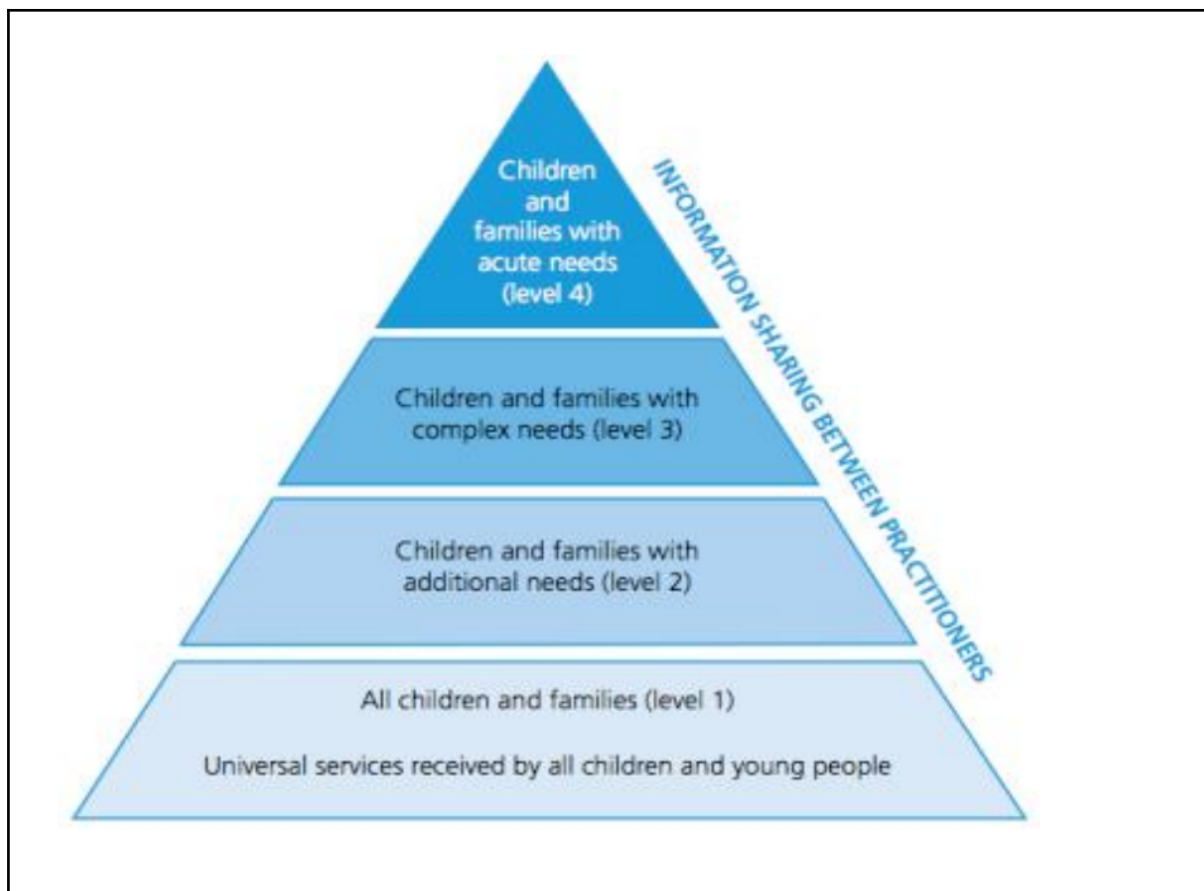 Children
and
families with
acute needs
(level 4)
INFORMATION SHARING BETWEEN PRACTITIONERS
Children and families with
complex needs (level 3)
Children and families with
additional needs (level 2)
All children and families (level 1)
Universal services received by all children and young people